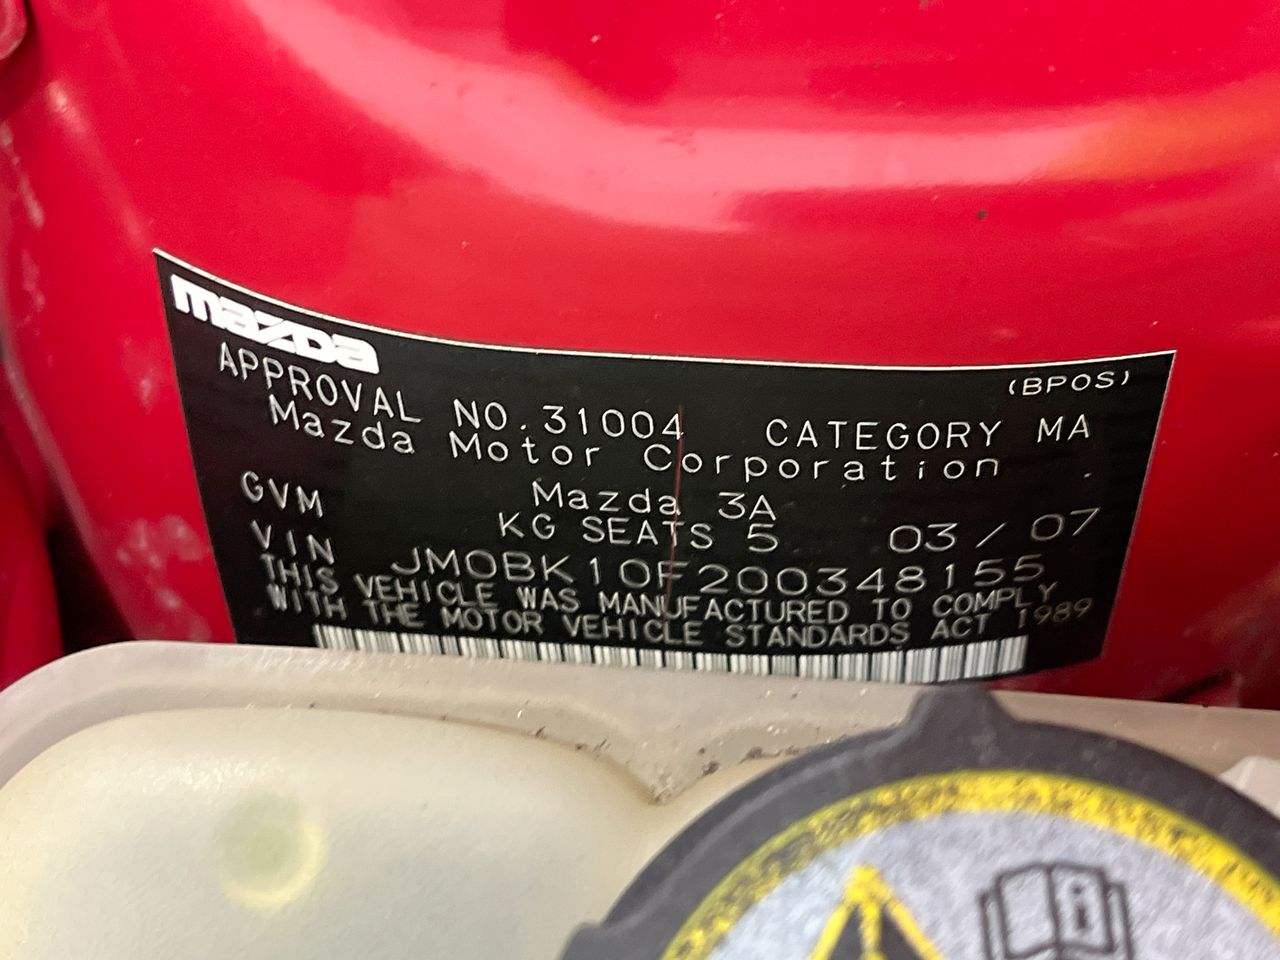 mazda
(BPOS)
APPROVAL NO.31004 CATEGORY MA
Mazda Motor Corporation
Mazda 3A
GVM KG SEATS 5 03 / 07
VIN JM0BK10F200348155
THIS VEHICLE WAS MANUFACTURED TO COMPLY
WITH THE MOTOR VEHICLE STANDARDS ACT 1989